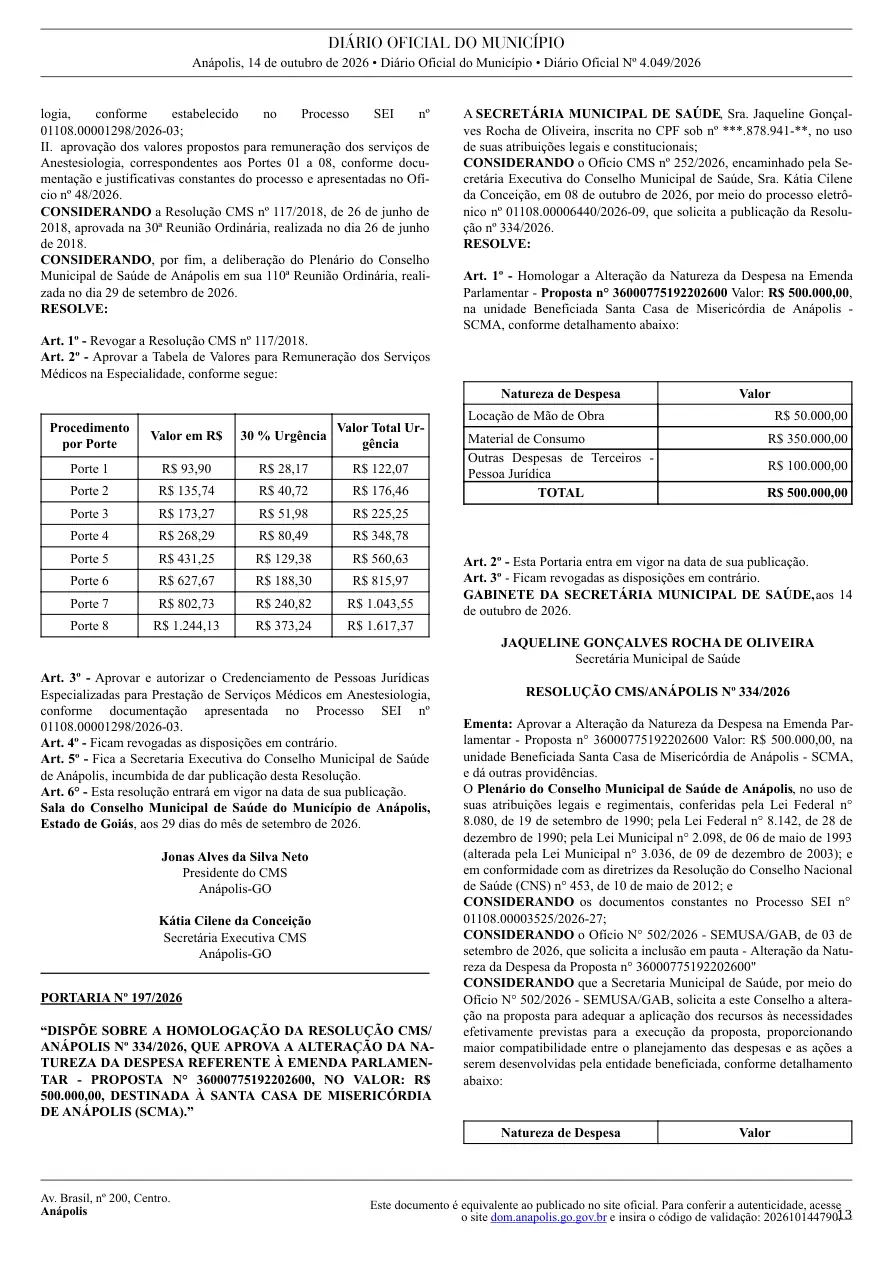 DIÁRIO OFICIAL DO MUNICÍPIO
Anápolis, 14 de outubro de 2026 • Diário Oficial do Município • Diário Oficial Nº 4.049/2026
logia, conforme estabelecido no Processo SEI nº
01108.00001298/2026-03;
II. aprovação dos valores propostos para remuneração dos serviços de
Anestesiologia, correspondentes aos Portes 01 a 08, conforme docu-
mentação e justificativas constantes do processo e apresentadas no Ofí-
cio nº 48/2026.
CONSIDERANDO a Resolução CMS nº 117/2018, de 26 de junho de
2018, aprovada na 30ª Reunião Ordinária, realizada no dia 26 de junho
de 2018.
CONSIDERANDO, por fim, a deliberação do Plenário do Conselho
Municipal de Saúde de Anápolis em sua 110ª Reunião Ordinária, reali-
zada no dia 29 de setembro de 2026.
RESOLVE:
Art. 1º - Revogar a Resolução CMS nº 117/2018.
Art. 2º - Aprovar a Tabela de Valores para Remuneração dos Serviços
Médicos na Especialidade, conforme segue:
Procedimento por Porte | Valor em R$ | 30 % Urgência | Valor Total Ur-gência
Porte 1 | R$ 93,90 | R$ 28,17 | R$ 122,07
Porte 2 | R$ 135,74 | R$ 40,72 | R$ 176,46
Porte 3 | R$ 173,27 | R$ 51,98 | R$ 225,25
Porte 4 | R$ 268,29 | R$ 80,49 | R$ 348,78
Porte 5 | R$ 431,25 | R$ 129,38 | R$ 560,63
Porte 6 | R$ 627,67 | R$ 188,30 | R$ 815,97
Porte 7 | R$ 802,73 | R$ 240,82 | R$ 1.043,55
Porte 8 | R$ 1.244,13 | R$ 373,24 | R$ 1.617,37
Art. 3º - Aprovar e autorizar o Credenciamento de Pessoas Jurídicas
Especializadas para Prestação de Serviços Médicos em Anestesiologia,
conforme documentação apresentada no Processo SEI nº
01108.00001298/2026-03.
Art. 4º - Ficam revogadas as disposições em contrário.
Art. 5º - Fica a Secretaria Executiva do Conselho Municipal de Saúde
de Anápolis, incumbida de dar publicação desta Resolução.
Art. 6° - Esta resolução entrará em vigor na data de sua publicação.
Sala do Conselho Municipal de Saúde do Município de Anápolis,
Estado de Goiás, aos 29 dias do mês de setembro de 2026.
Jonas Alves da Silva Neto
Presidente do CMS
Anápolis-GO
Kátia Cilene da Conceição
Secretária Executiva CMS
Anápolis-GO
PORTARIA Nº 197/2026
“DISPÕE SOBRE A HOMOLOGAÇÃO DA RESOLUÇÃO CMS/
ANÁPOLIS Nº 334/2026, QUE APROVA A ALTERAÇÃO DA NA-
TUREZA DA DESPESA REFERENTE À EMENDA PARLAMEN-
TAR - PROPOSTA N° 36000775192202600, NO VALOR: R$
500.000,00, DESTINADA À SANTA CASA DE MISERICÓRDIA
DE ANÁPOLIS (SCMA).”
A SECRETÁRIA MUNICIPAL DE SAÚDE, Sra. Jaqueline Gonçal-
ves Rocha de Oliveira, inscrita no CPF sob nº ***.878.941-**, no uso
de suas atribuições legais e constitucionais;
CONSIDERANDO o Ofício CMS nº 252/2026, encaminhado pela Se-
cretária Executiva do Conselho Municipal de Saúde, Sra. Kátia Cilene
da Conceição, em 08 de outubro de 2026, por meio do processo eletrô-
nico nº 01108.00006440/2026-09, que solicita a publicação da Resolu-
ção nº 334/2026.
RESOLVE:
Art. 1º - Homologar a Alteração da Natureza da Despesa na Emenda
Parlamentar - Proposta n° 36000775192202600 Valor: R$ 500.000,00,
na unidade Beneficiada Santa Casa de Misericórdia de Anápolis -
SCMA, conforme detalhamento abaixo:
Natureza de Despesa | Valor
Locação de Mão de Obra | R$ 50.000,00
Material de Consumo | R$ 350.000,00
Outras Despesas de Terceiros - Pessoa Jurídica | R$ 100.000,00
TOTAL | R$ 500.000,00
Art. 2º - Esta Portaria entra em vigor na data de sua publicação.
Art. 3º - Ficam revogadas as disposições em contrário.
GABINETE DA SECRETÁRIA MUNICIPAL DE SAÚDE, aos 14
de outubro de 2026.
JAQUELINE GONÇALVES ROCHA DE OLIVEIRA
Secretária Municipal de Saúde
RESOLUÇÃO CMS/ANÁPOLIS Nº 334/2026
Ementa: Aprovar a Alteração da Natureza da Despesa na Emenda Par-
lamentar - Proposta n° 36000775192202600 Valor: R$ 500.000,00, na
unidade Beneficiada Santa Casa de Misericórdia de Anápolis - SCMA,
e dá outras providências.
O Plenário do Conselho Municipal de Saúde de Anápolis, no uso de
suas atribuições legais e regimentais, conferidas pela Lei Federal n°
8.080, de 19 de setembro de 1990; pela Lei Federal n° 8.142, de 28 de
dezembro de 1990; pela Lei Municipal n° 2.098, de 06 de maio de 1993
(alterada pela Lei Municipal n° 3.036, de 09 de dezembro de 2003); e
em conformidade com as diretrizes da Resolução do Conselho Nacional
de Saúde (CNS) n° 453, de 10 de maio de 2012; e
CONSIDERANDO os documentos constantes no Processo SEI n°
01108.00003525/2026-27;
CONSIDERANDO o Ofício N° 502/2026 - SEMUSA/GAB, de 03 de
setembro de 2026, que solicita a inclusão em pauta - Alteração da Natu-
reza da Despesa da Proposta n° 36000775192202600"
CONSIDERANDO que a Secretaria Municipal de Saúde, por meio do
Ofício N° 502/2026 - SEMUSA/GAB, solicita a este Conselho a altera-
ção na proposta para adequar a aplicação dos recursos às necessidades
efetivamente previstas para a execução da proposta, proporcionando
maior compatibilidade entre o planejamento das despesas e as ações a
serem desenvolvidas pela entidade beneficiada, conforme detalhamento
abaixo:
Natureza de Despesa | Valor
Av. Brasil, nº 200, Centro.
Anápolis
Este documento é equivalente ao publicado no site oficial. Para conferir a autenticidade, acesse
o site dom.anapolis.go.gov.br e insira o código de validação: 202610144790
13